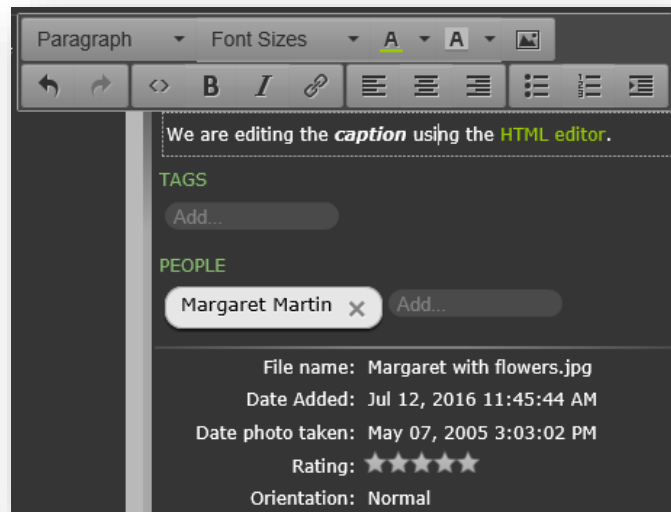 Paragraph Font Sizes A A
<> B I
We are editing the caption using the HTML editor.
TAGS
Add...
PEOPLE
Margaret Martin × Add...
File name: Margaret with flowers.jpg
Date Added: Jul 12, 2016 11:45:44 AM
Date photo taken: May 07, 2005 3:03:02 PM
Rating:
Orientation: Normal